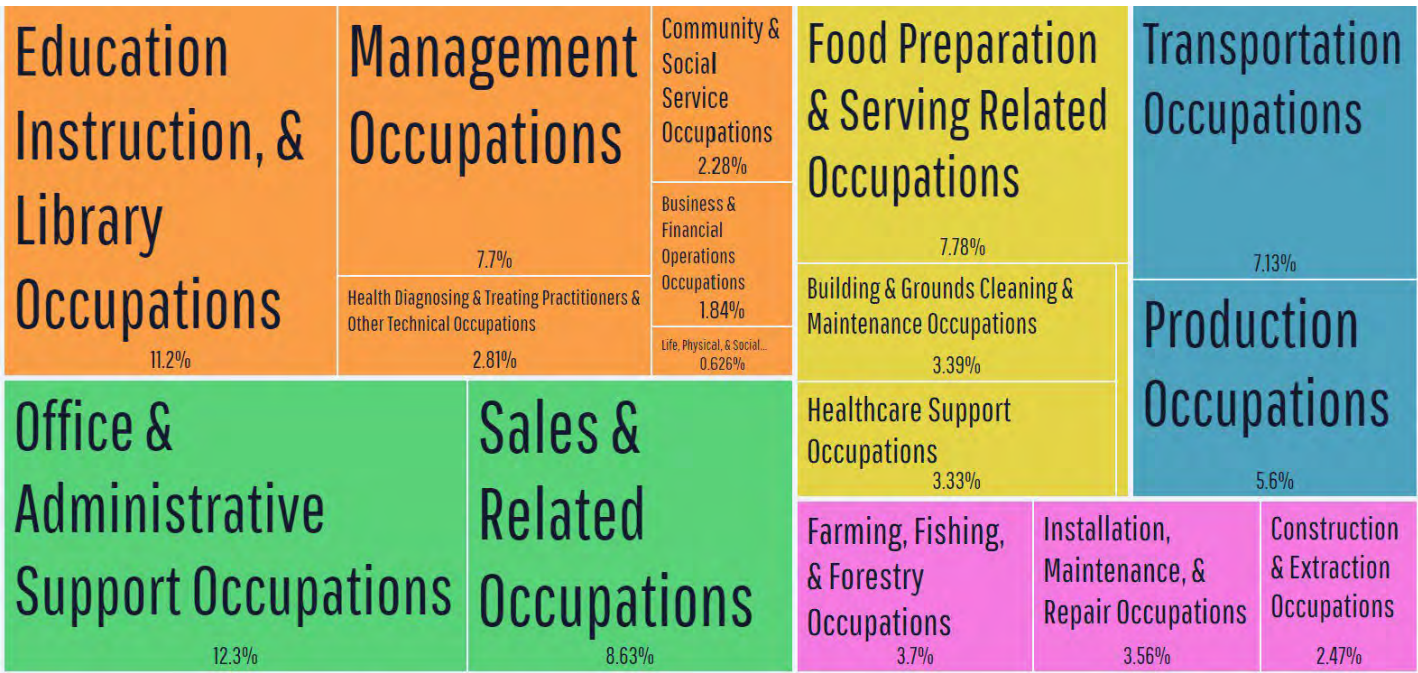 Education
Instruction, &
Library
Occupations
11.2%
Management
Occupations
7.7%
Health Diagnosing & Treating Practitioners &
Other Technical Occupations
2.81%
Community &
Social
Service
Occupations
2.28%
Business &
Financial
Operations
Occupations
1.84%
Life, Physical, & Social...
0.626%
Office &
Administrative
Support Occupations
12.3%
Sales &
Related
Occupations
8.63%
Food Preparation
& Serving Related
Occupations
7.78%
Building & Grounds Cleaning &
Maintenance Occupations
3.39%
Healthcare Support
Occupations
3.33%
Transportation
Occupations
7.13%
Production
Occupations
5.6%
Farming, Fishing,
& Forestry
Occupations
3.7%
Installation,
Maintenance, &
Repair Occupations
3.56%
Construction
& Extraction
Occupations
2.47%